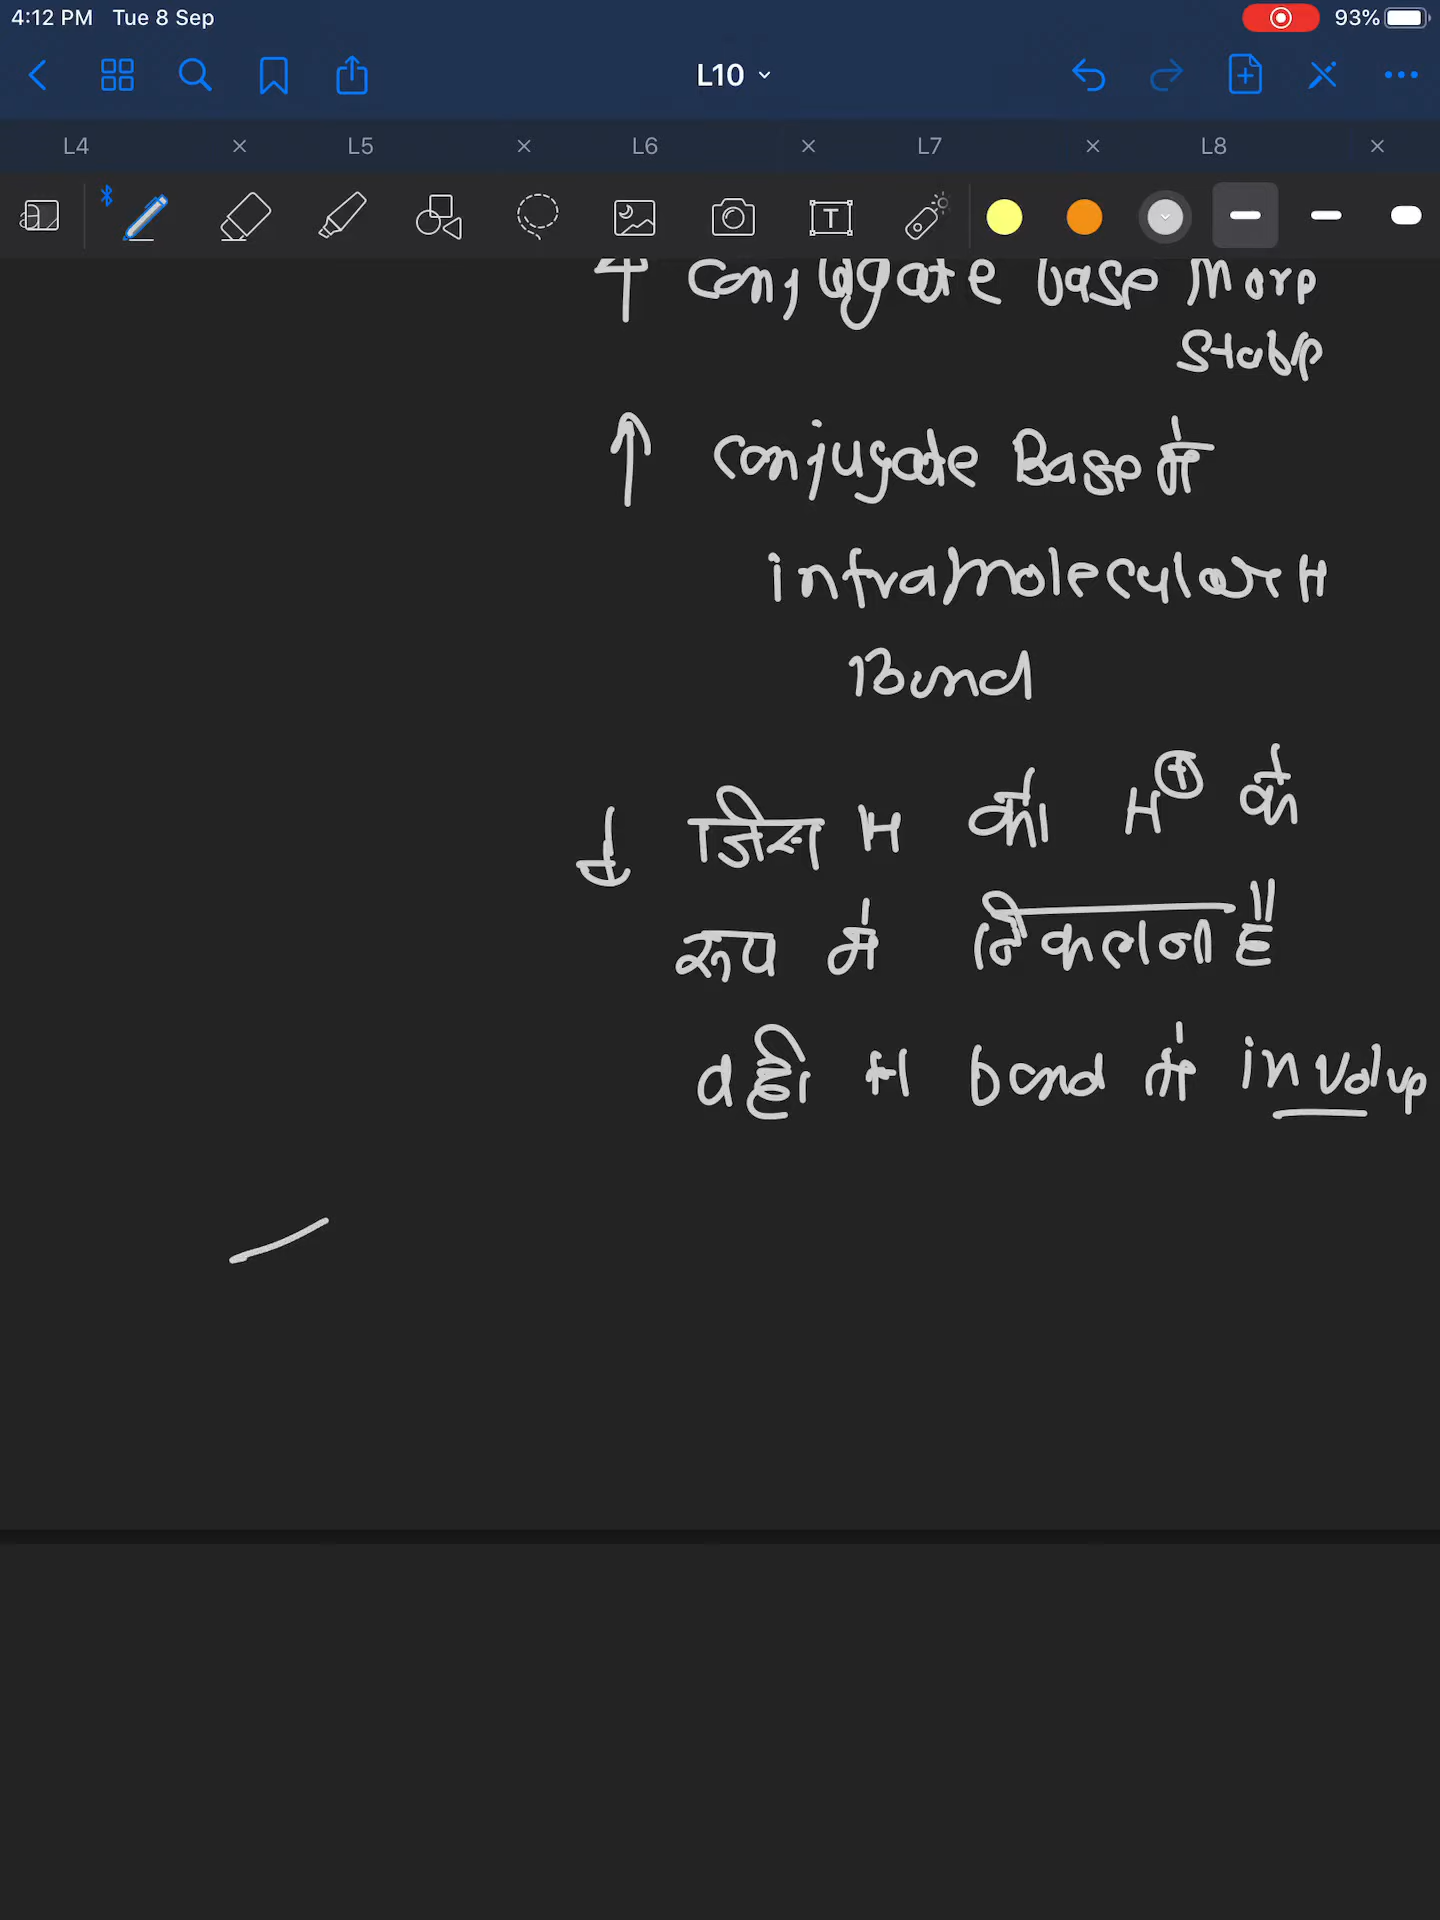 4:12 PM Tue 8 Sep 93%
L10
L4 L5 L6 L7 L8
T
↑ conjugate base more
stable
↑ conjugate Base में
intramolecular H
Bond
↓ जिस H को H⊕ के
रूप में निकलना है
वही H bond में involve